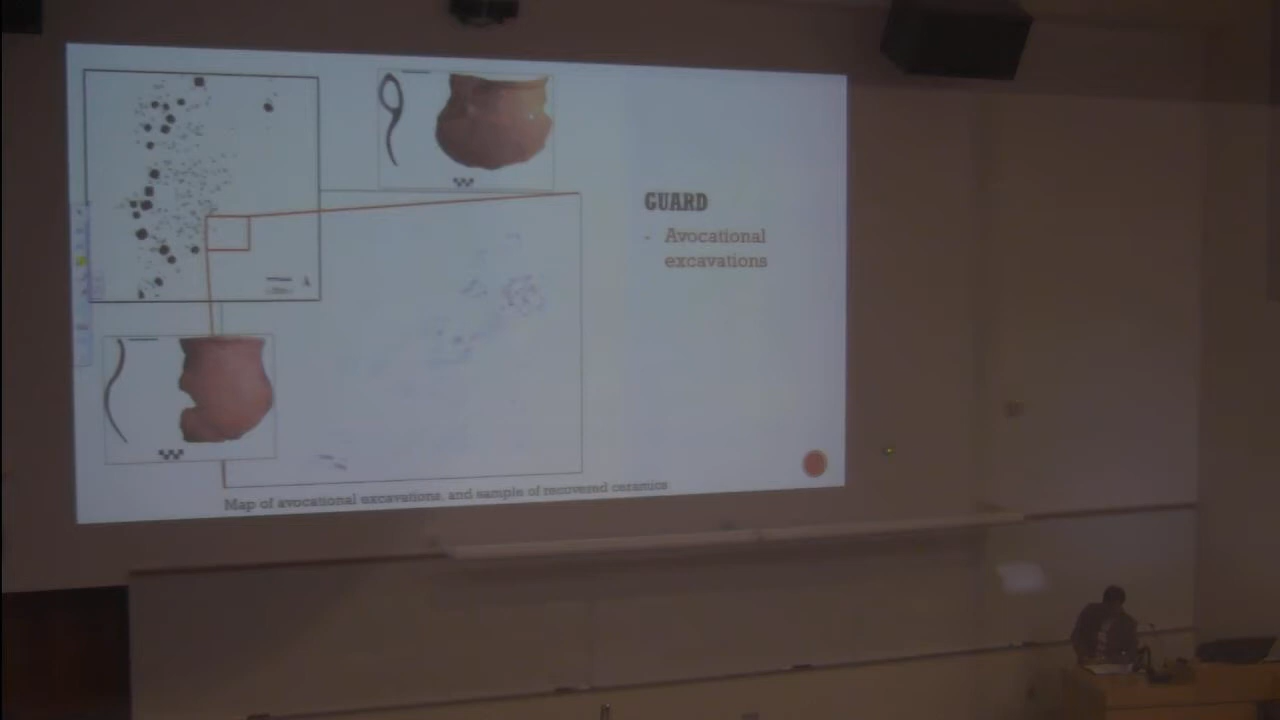 GUARD
- Avocational
excavations
Map of avocational excavations, and sample of recovered ceramics